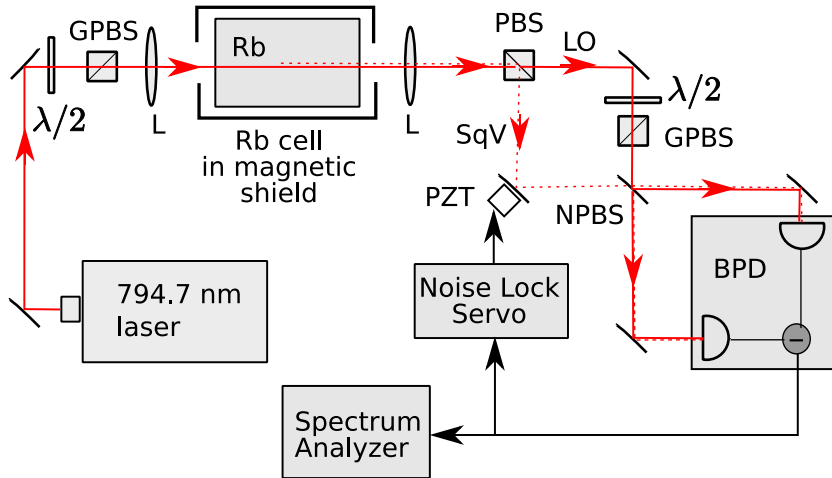 GPBS
λ/2
L
Rb
Rb cell
in magnetic
shield
L
PBS
LO
λ/2
GPBS
SqV
PZT
NPBS
BPD
−
794.7 nm
laser
Noise Lock
Servo
Spectrum
Analyzer